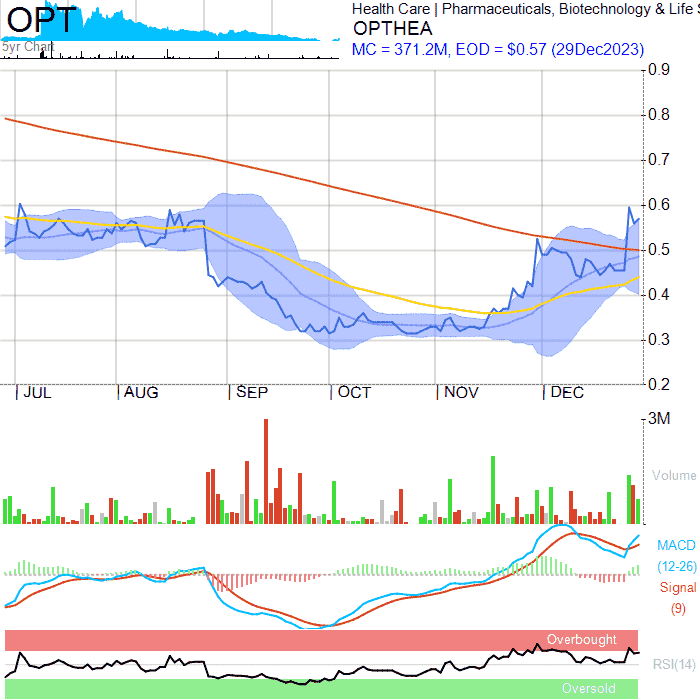 OPT
5yr Chart
Health Care | Pharmaceuticals, Biotechnology & Life S
OPTHEA
MC = 371.2M, EOD = $0.57 (29Dec2023)
0.9
0.8
0.7
0.6
0.5
0.4
0.3
0.2
JUL AUG SEP OCT NOV DEC
3M
Volume
MACD
(12-26)
Signal
(9)
Overbought
RSI(14)
Oversold